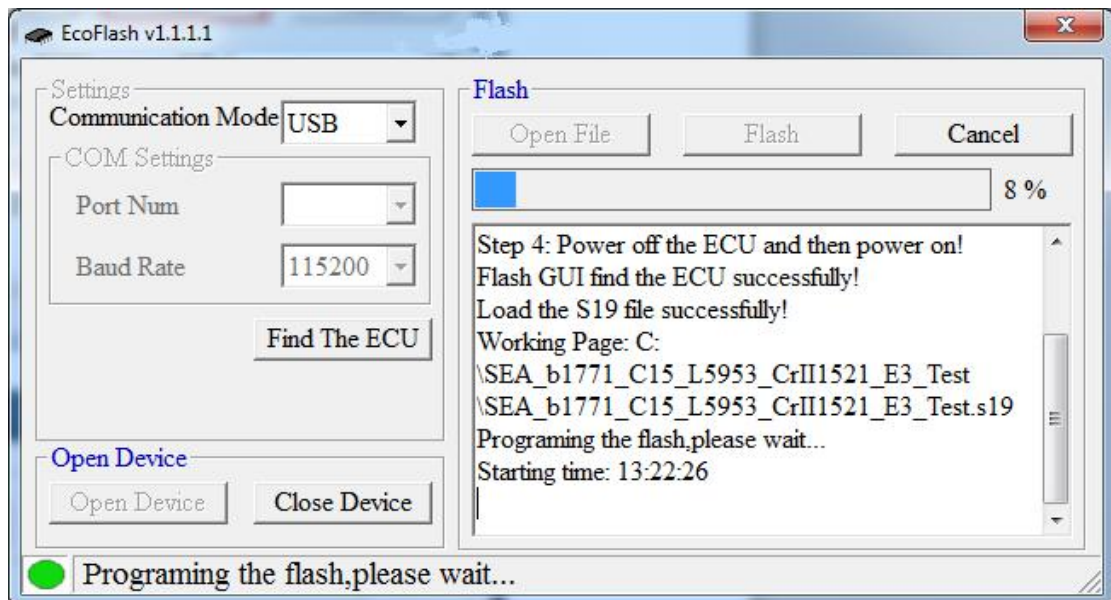 EcoFlash v1.1.1.1
Settings
Communication Mode USB
COM Settings
Port Num
Baud Rate 115200
Find The ECU
Open Device
Open Device Close Device
Flash
Open File Flash Cancel
8 %
Step 4: Power off the ECU and then power on!
Flash GUI find the ECU successfully!
Load the S19 file successfully!
Working Page: C:
\SEA_b1771_C15_L5953_CrII1521_E3_Test
\SEA_b1771_C15_L5953_CrII1521_E3_Test.s19
Programing the flash,please wait...
Starting time: 13:22:26
Programing the flash,please wait...